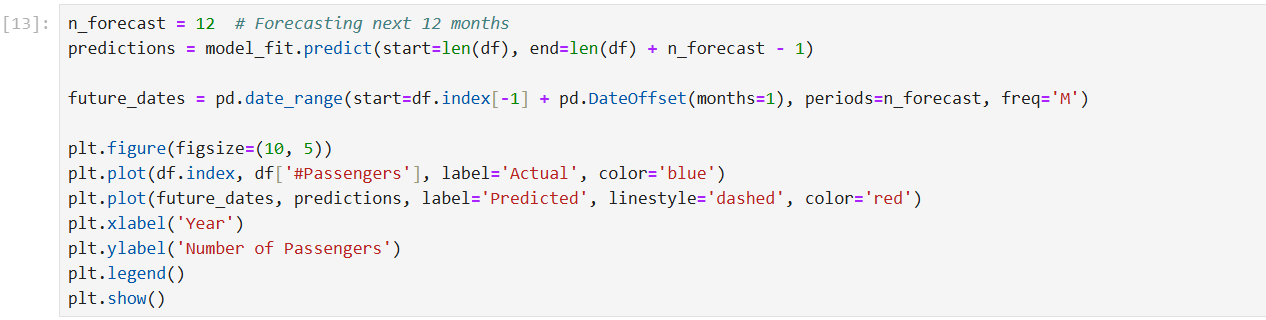 [13]: n_forecast = 12  # Forecasting next 12 months
predictions = model_fit.predict(start=len(df), end=len(df) + n_forecast - 1)
future_dates = pd.date_range(start=df.index[-1] + pd.DateOffset(months=1), periods=n_forecast, freq='M')
plt.figure(figsize=(10, 5))
plt.plot(df.index, df['#Passengers'], label='Actual', color='blue')
plt.plot(future_dates, predictions, label='Predicted', linestyle='dashed', color='red')
plt.xlabel('Year')
plt.ylabel('Number of Passengers')
plt.legend()
plt.show()